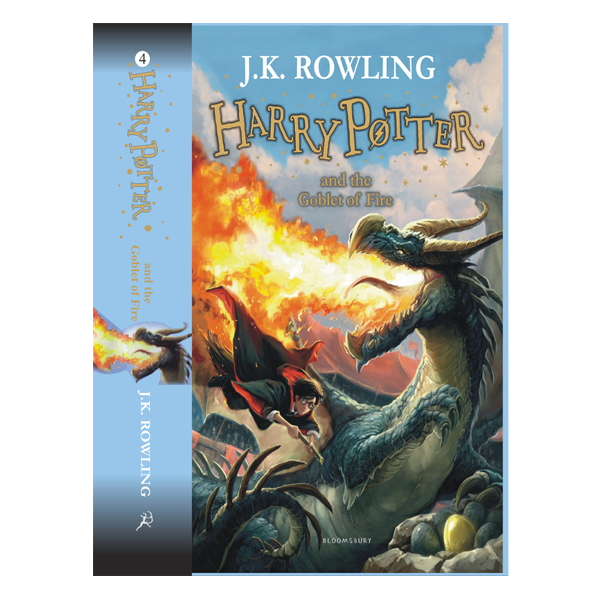 4
HARRY POTTER
and the
Goblet of Fire
J.K. ROWLING
J.K. ROWLING
HARRY POTTER
and the
Goblet of Fire
BLOOMSBURY